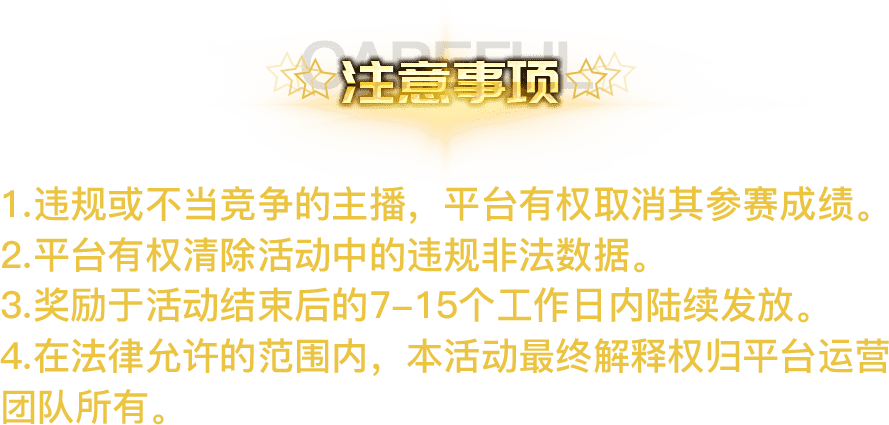 CAREFUL
注意事项
1.违规或不当竞争的主播，平台有权取消其参赛成绩。
2.平台有权清除活动中的违规非法数据。
3.奖励于活动结束后的7-15个工作日内陆续发放。
4.在法律允许的范围内，本活动最终解释权归平台运营
团队所有。